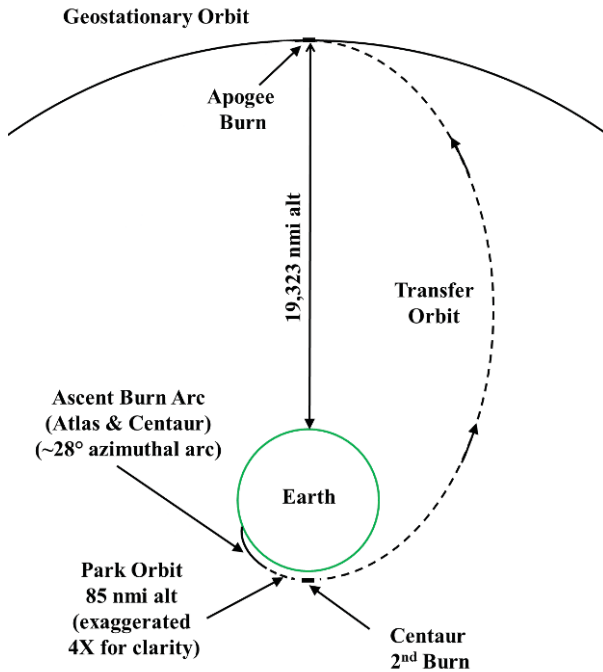 Geostationary Orbit
Apogee
Burn
19,323 nmi alt
Transfer
Orbit
Ascent Burn Arc
(Atlas & Centaur)
(~28° azimuthal arc)
Earth
Park Orbit
85 nmi alt
(exaggerated
4X for clarity)
Centaur
2nd Burn